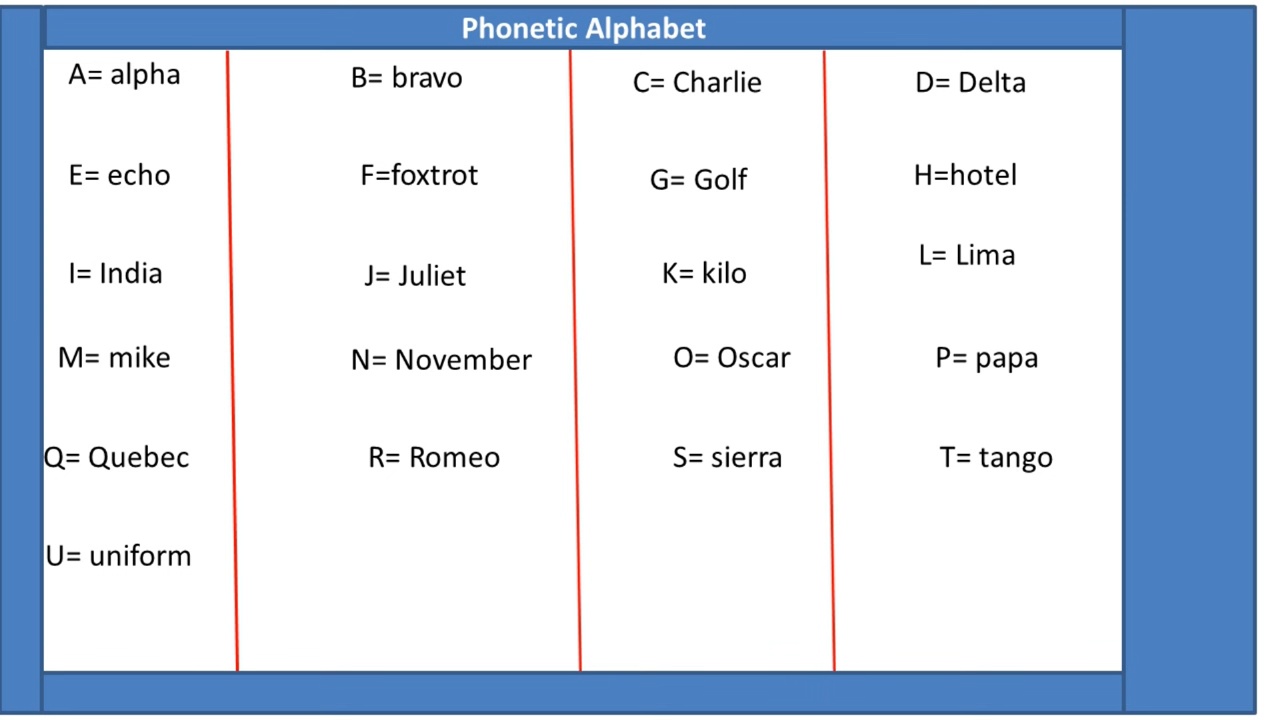 Phonetic Alphabet
A= alpha
B= bravo
C= Charlie
D= Delta
E= echo
F=foxtrot
G= Golf
H=hotel
I= India
J= Juliet
K= kilo
L= Lima
M= mike
N= November
O= Oscar
P= papa
Q= Quebec
R= Romeo
S= sierra
T= tango
U= uniform